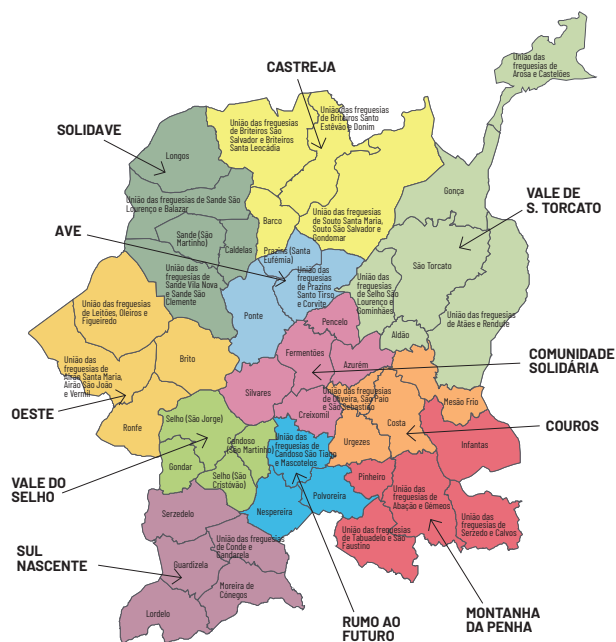 União das
freguesias de
Arosa e Castelões
CASTREJA
União das freguesias
de Briteiros Santo
Estêvão e Donim
União das freguesias
de Briteiros São
Salvador e Briteiros
Santa Leocádia
SOLIDAVE
Longos
Gonça
VALE DE
S. TORCATO
União das freguesias de Sande São
Lourenço e Balazar
Barco
União das freguesias
de Souto Santa Maria,
Souto São Salvador e
Gondomar
AVE
Sande (São
Martinho)
Caldelas
Prazins (Santa
Eufémia)
São Torcato
União das
freguesias de
Sande Vila Nova
e Sande São
Clemente
União das
freguesias
de Prazins
Santo Tirso
e Corvite
União das
freguesias
de Selho São
Lourenço e
Gominhães
União das freguesias
de Atães e Rendufe
União das freguesias
de Leitões, Oleiros e
Figueiredo
Ponte
Pencelo
Aldão
Fermentões
Azurém
COMUNIDADE
SOLIDÁRIA
União das
freguesias de
Airão Santa Maria,
Airão São João e
Vermil
Brito
Silvares
União das freguesias
de Oliveira, São Paio
e São Sebastião
Mesão Frio
OESTE
Creixomil
Costa
COUROS
Ronfe
Selho (São Jorge)
Candoso
(São Martinho)
União das
freguesias de
Candoso São Tiago
e Mascotelos
Urgezes
Infantas
VALE DO
SELHO
Gondar
Selho (São
Cristóvão)
Polvoreira
Pinheiro
União das
freguesias de
Abação e Gémeos
Serzedelo
Nespereira
União das
freguesias de
Serzedo e Calvos
União das freguesias
de Tabuadelo e São
Faustino
SUL
NASCENTE
União das freguesias
de Conde e
Gandarela
Guardizela
Moreira de
Cónegos
Lordelo
RUMO AO
FUTURO
MONTANHA
DA PENHA